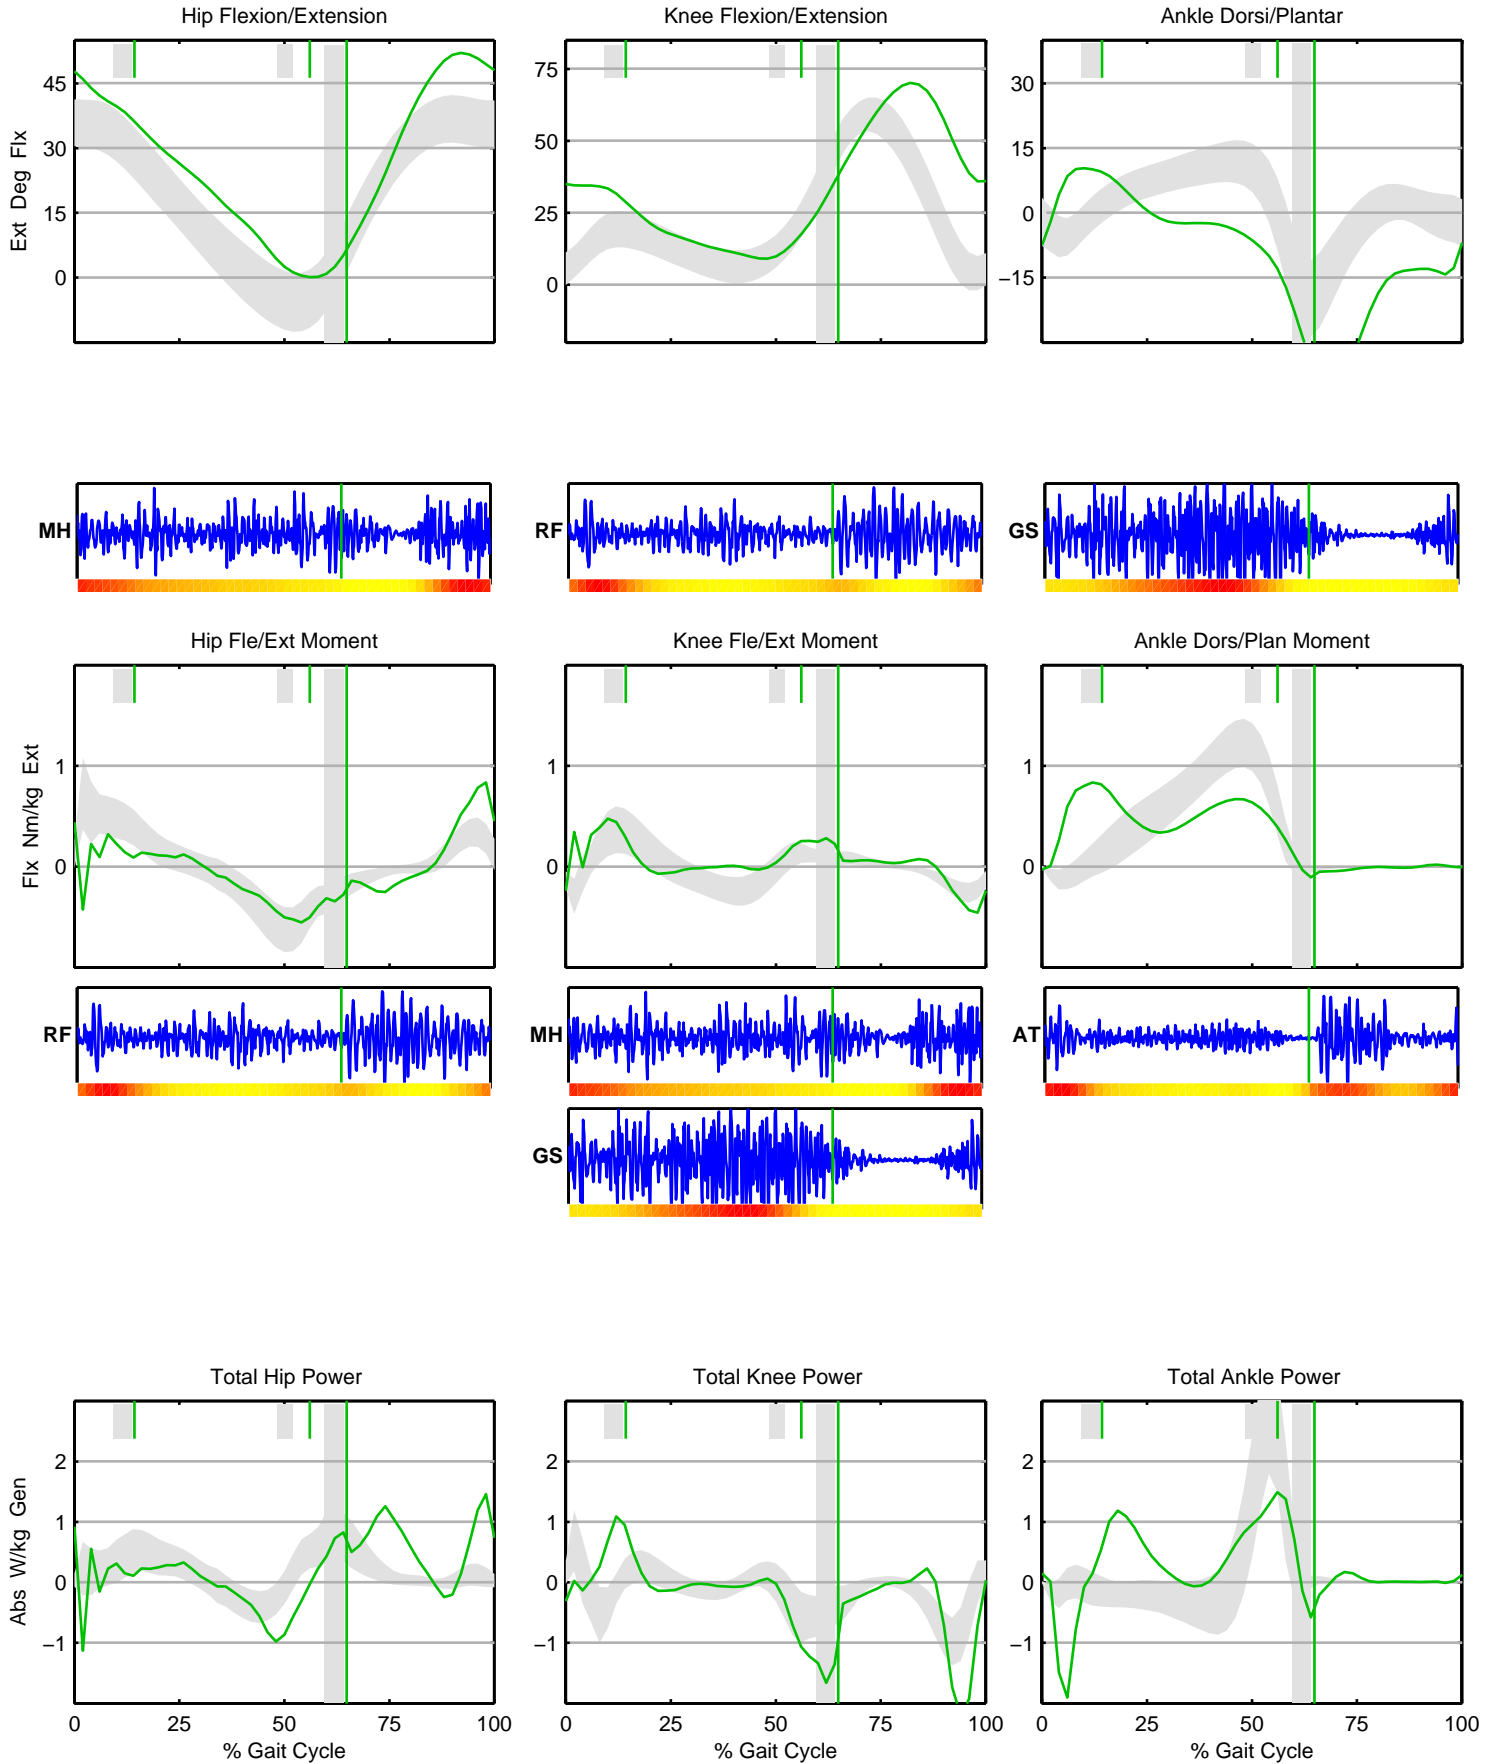 Hip Flexion/Extension
Knee Flexion/Extension
Ankle Dorsi/Plantar
Ext Deg Flx
45
30
15
0
75
50
25
0
30
15
0
−15
MH
RF
GS
Hip Fle/Ext Moment
Knee Fle/Ext Moment
Ankle Dors/Plan Moment
Flx Nm/kg Ext
1
0
1
0
1
0
RF
MH
AT
GS
Total Hip Power
Total Knee Power
Total Ankle Power
Abs W/kg Gen
2
1
0
−1
2
1
0
−1
2
1
0
−1
0 25 50 75 100
0 25 50 75 100
0 25 50 75 100
% Gait Cycle
% Gait Cycle
% Gait Cycle